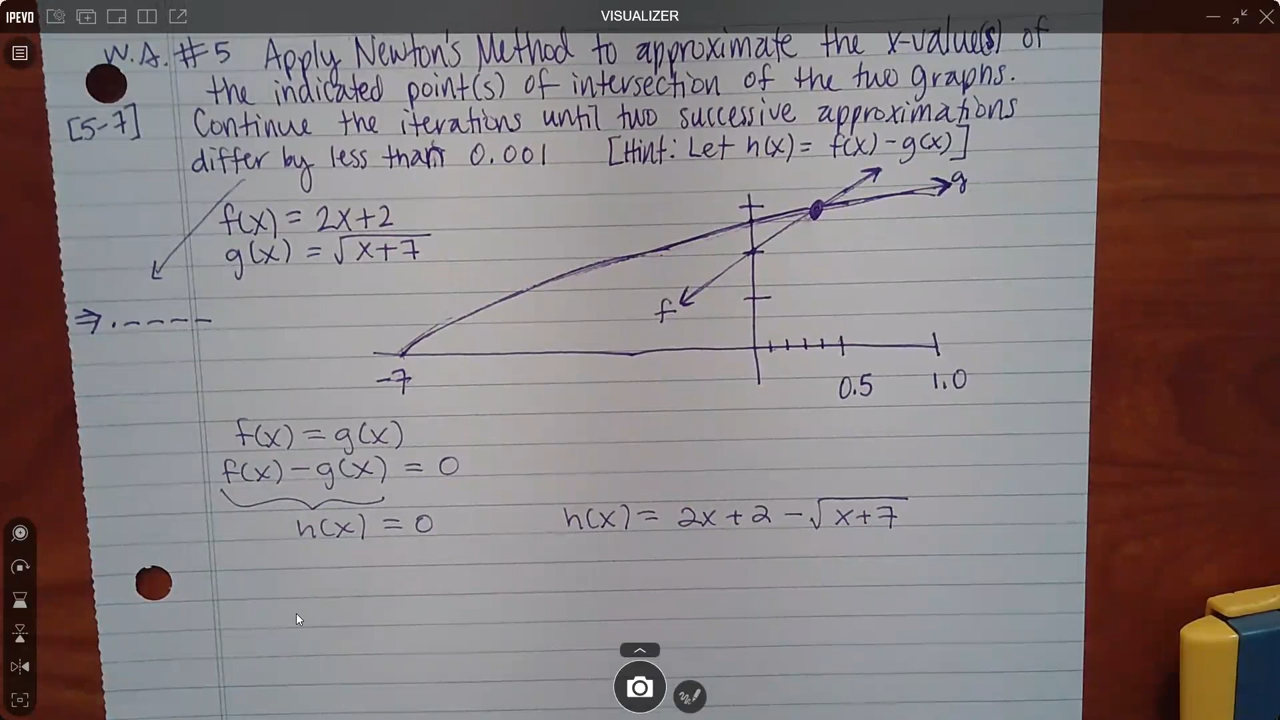 IPEVO
VISUALIZER
W.A. #5 Apply Newton's Method to approximate the x-value(s) of
the indicated point(s) of intersection of the two graphs.
[5-7] Continue the iterations until two successive approximations
differ by less than 0.001 [Hint: Let h(x) = f(x) - g(x)]
f(x) = 2x+2
g(x) = √x+7
g
f
⇒ . _ _ _ _
-7
0.5
1.0
f(x) = g(x)
f(x) - g(x) = 0
h(x) = 0
h(x) = 2x + 2 - √x+7